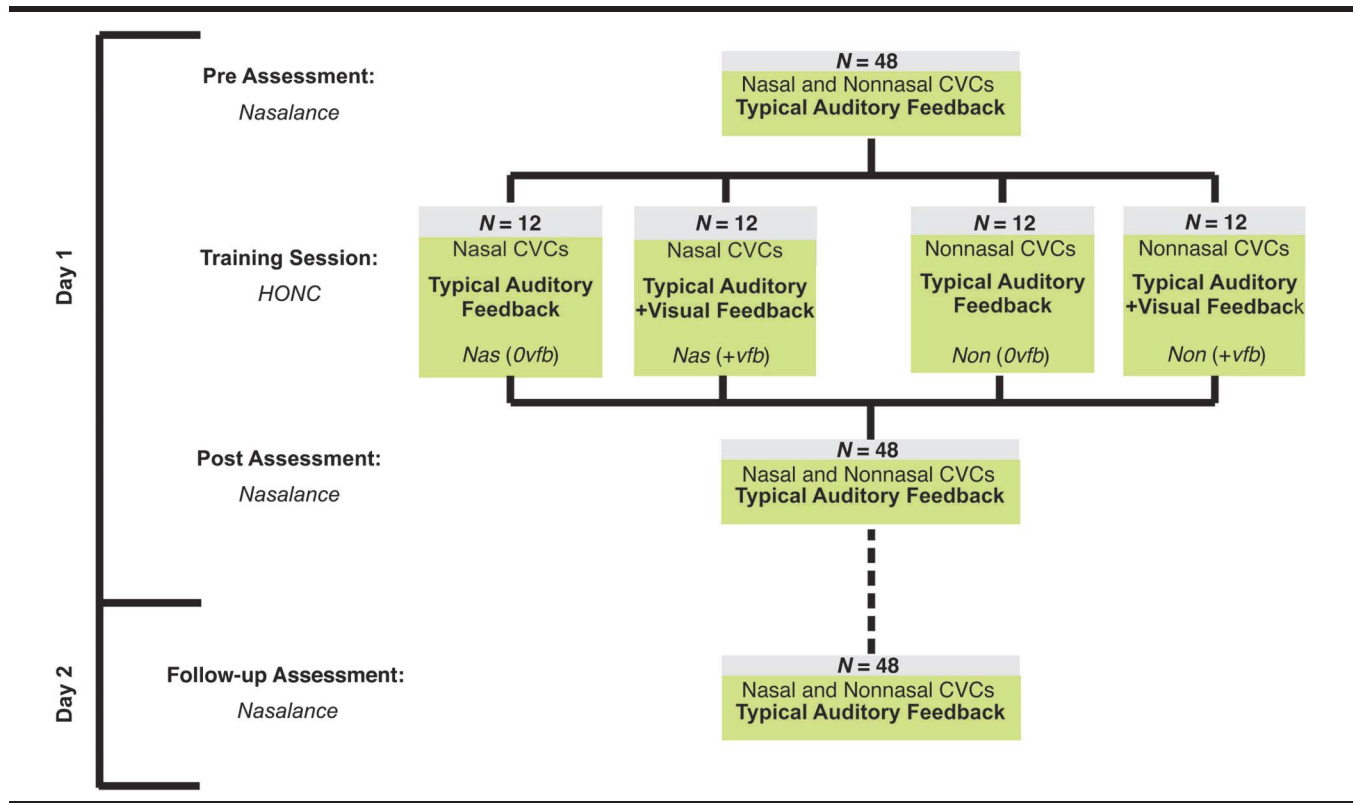 Day 1
Pre Assessment:
Nasalance
N = 48
Nasal and Nonnasal CVCs
Typical Auditory Feedback
Training Session:
HONC
N = 12
Nasal CVCs
Typical Auditory
Feedback
Nas (0vfb)
N = 12
Nasal CVCs
Typical Auditory
+Visual Feedback
Nas (+vfb)
N = 12
Nonnasal CVCs
Typical Auditory
Feedback
Non (0vfb)
N = 12
Nonnasal CVCs
Typical Auditory
+Visual Feedback
Non (+vfb)
Post Assessment:
Nasalance
N = 48
Nasal and Nonnasal CVCs
Typical Auditory Feedback
Day 2
Follow-up Assessment:
Nasalance
N = 48
Nasal and Nonnasal CVCs
Typical Auditory Feedback